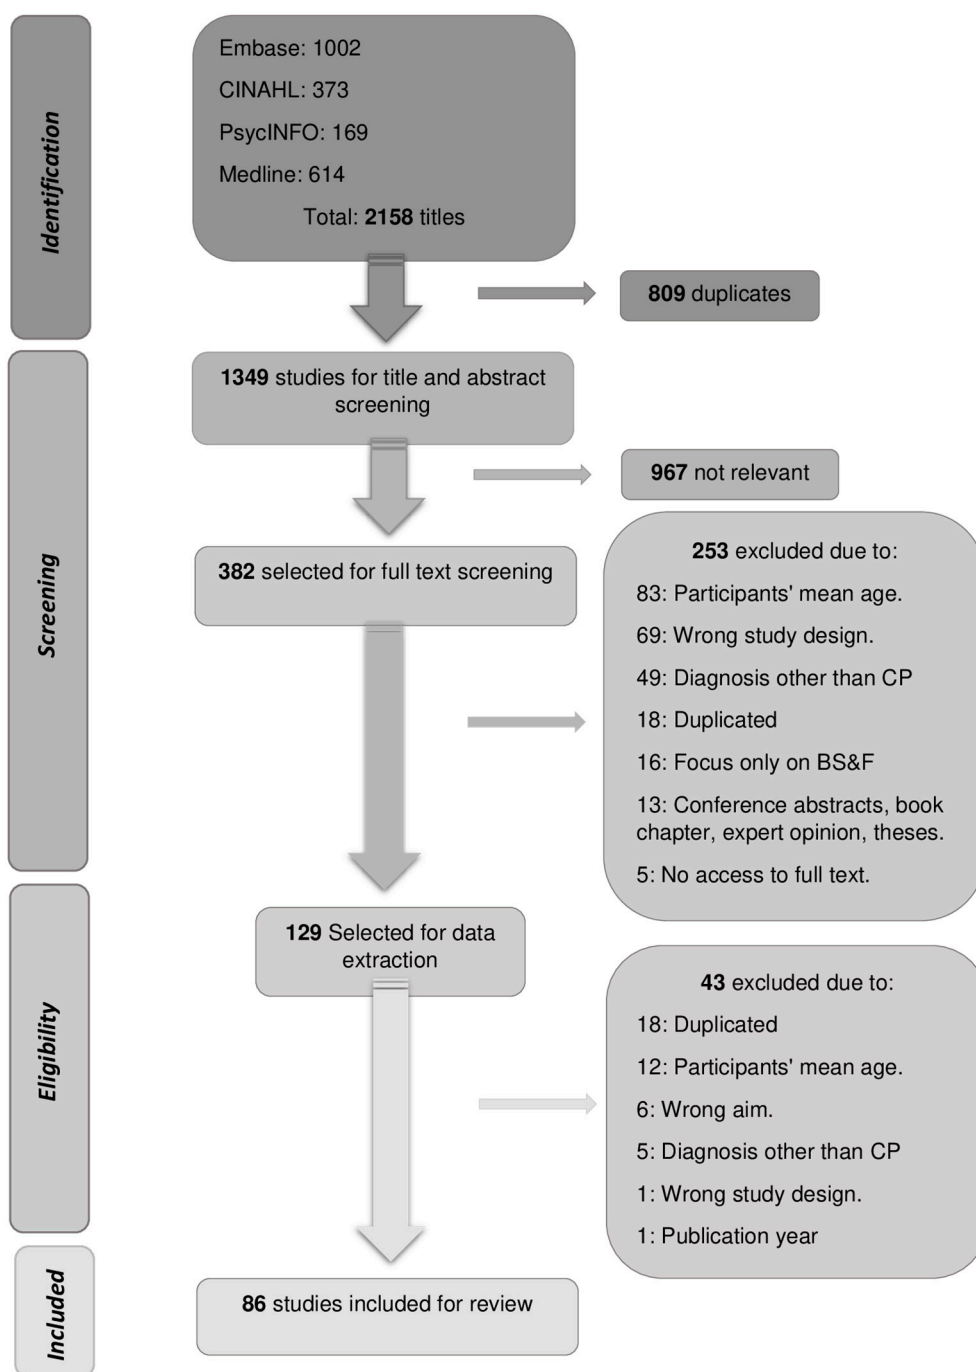 Identification
Embase: 1002
CINAHL: 373
PsycINFO: 169
Medline: 614
Total: 2158 titles
809 duplicates
Screening
1349 studies for title and abstract
screening
967 not relevant
382 selected for full text screening
253 excluded due to:
83: Participants' mean age.
69: Wrong study design.
49: Diagnosis other than CP
18: Duplicated
16: Focus only on BS&F
13: Conference abstracts, book
chapter, expert opinion, theses.
5: No access to full text.
Eligibility
129 Selected for data
extraction
43 excluded due to:
18: Duplicated
12: Participants' mean age.
6: Wrong aim.
5: Diagnosis other than CP
1: Wrong study design.
1: Publication year
Included
86 studies included for review